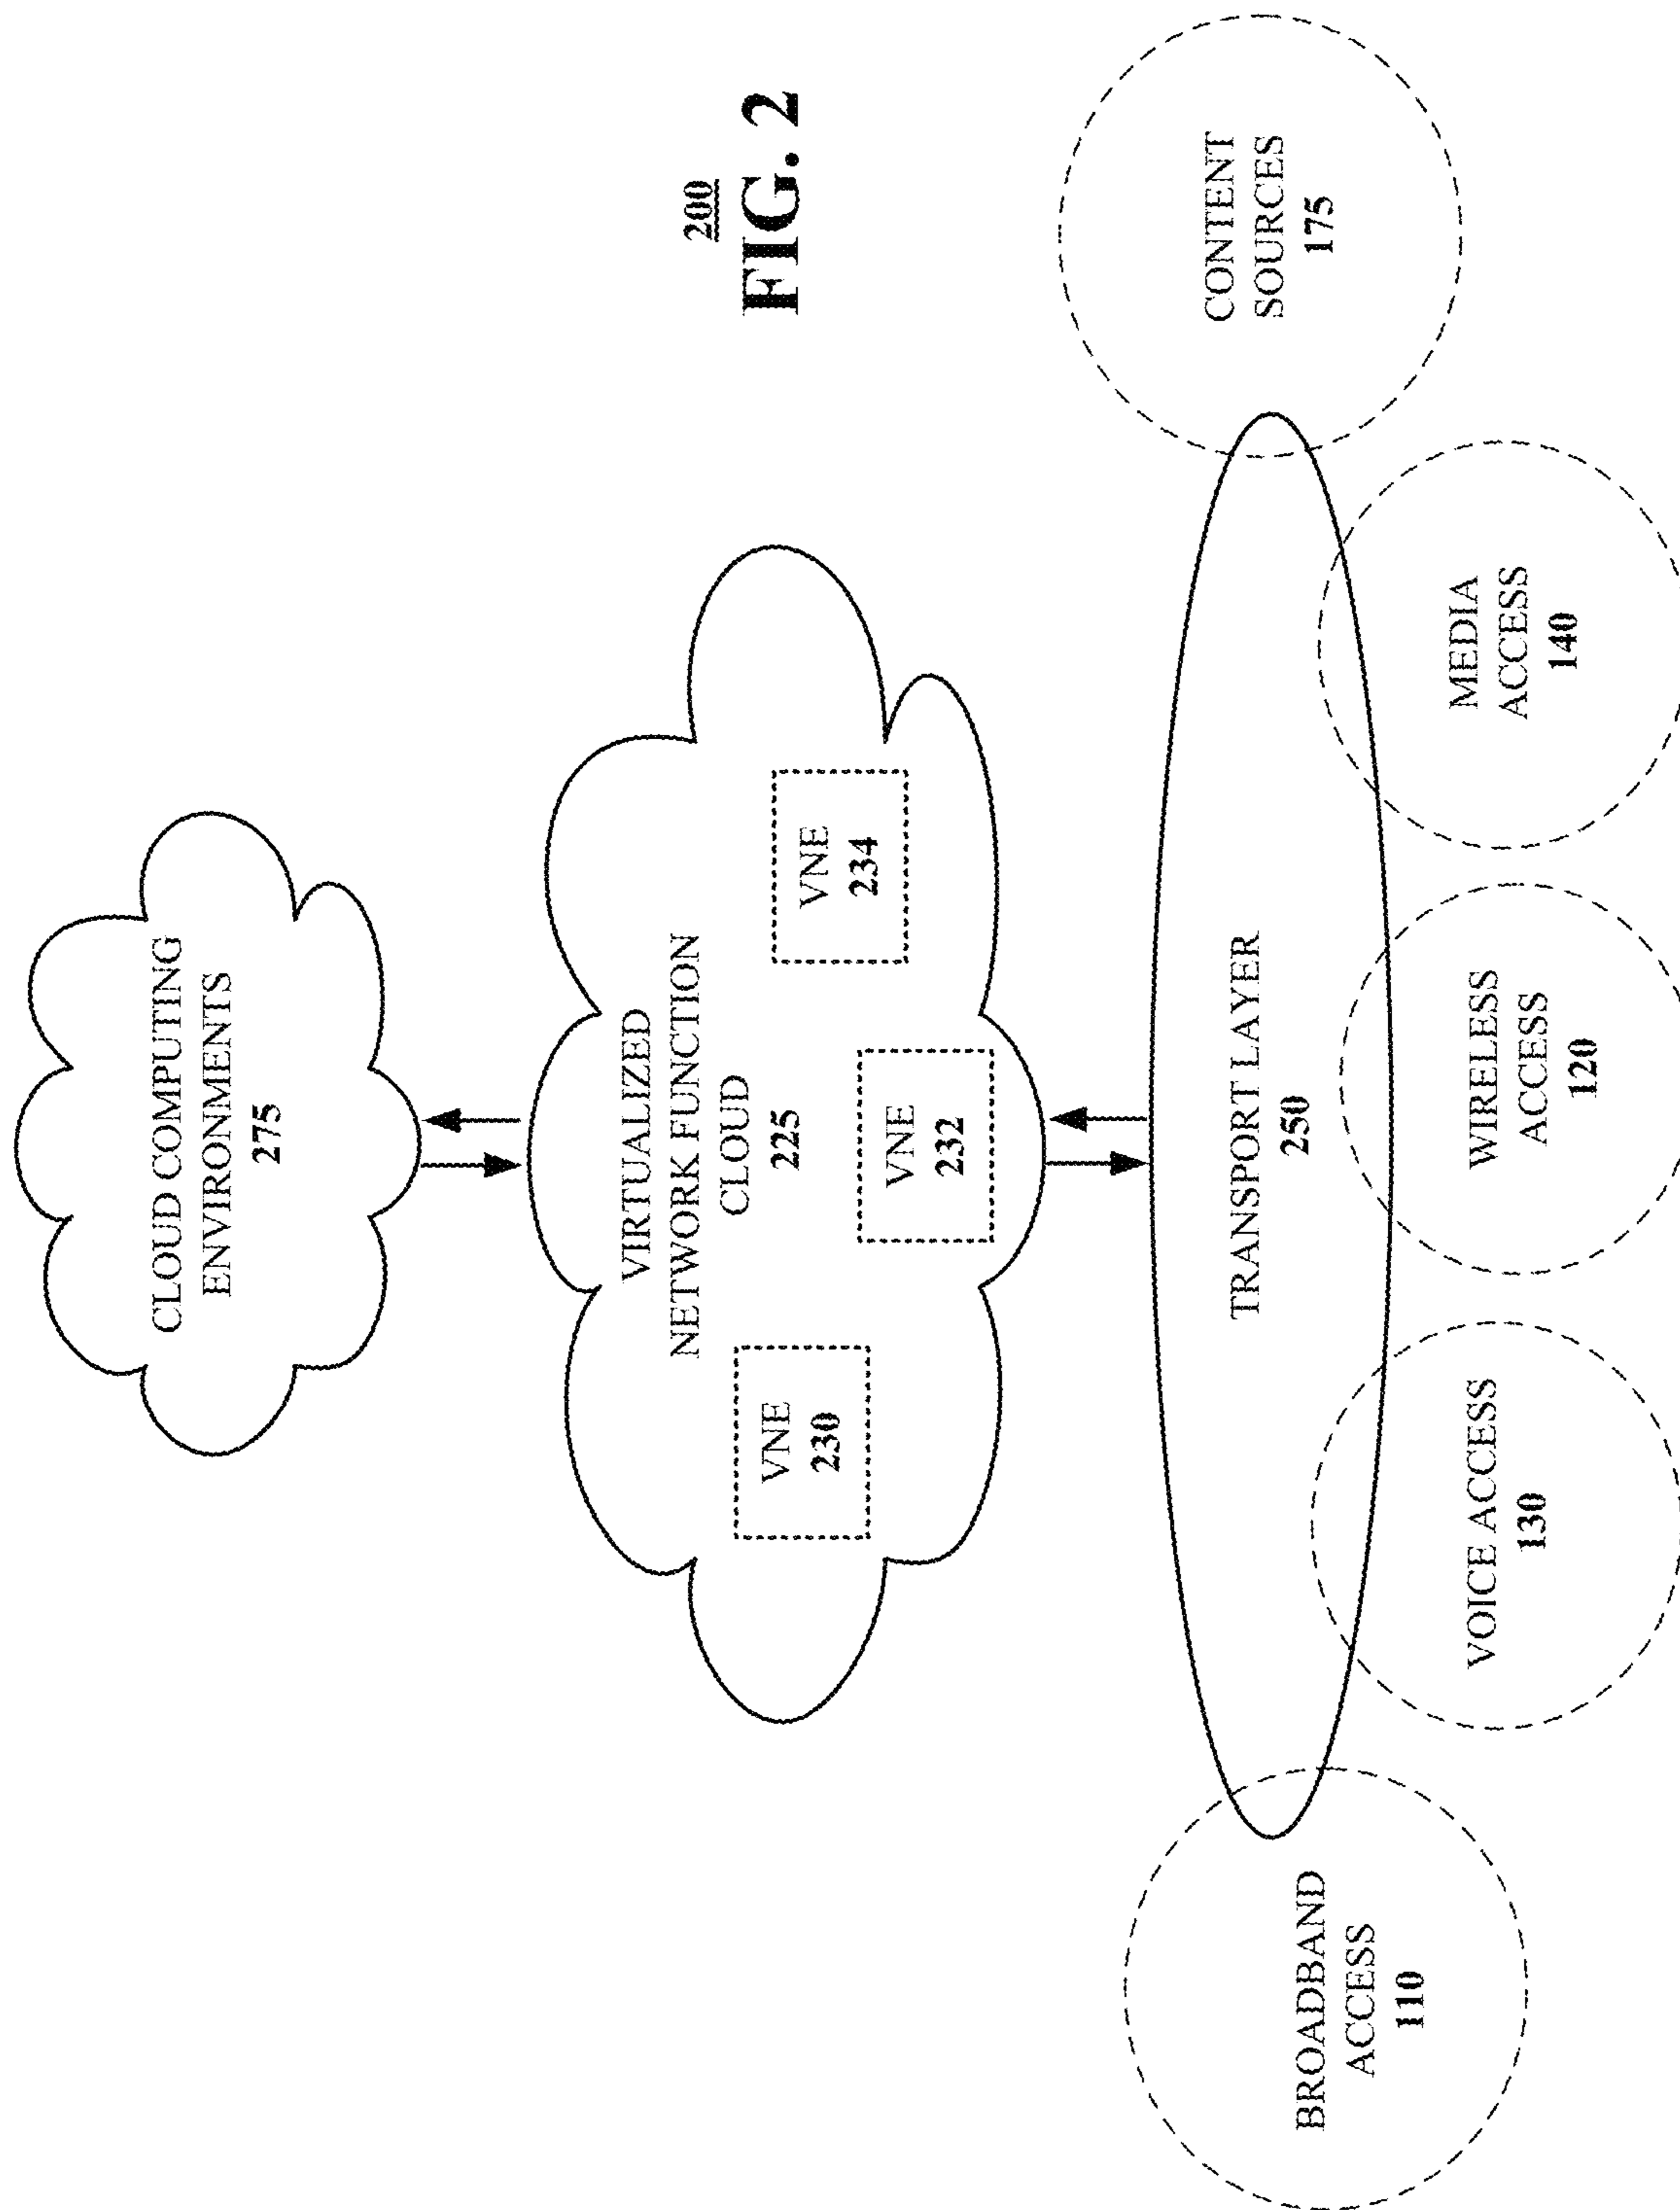 CLOUD COMPUTING
ENVIRONMENTS
275
VIRTUALIZED
NETWORK FUNCTION
CLOUD
225
VNE
230
VNE
232
VNE
234
200
FIG. 2
TRANSPORT LAYER
250
BROADBAND
ACCESS
110
VOICE ACCESS
130
WIRELESS
ACCESS
120
MEDIA
ACCESS
140
CONTENT
SOURCES
175